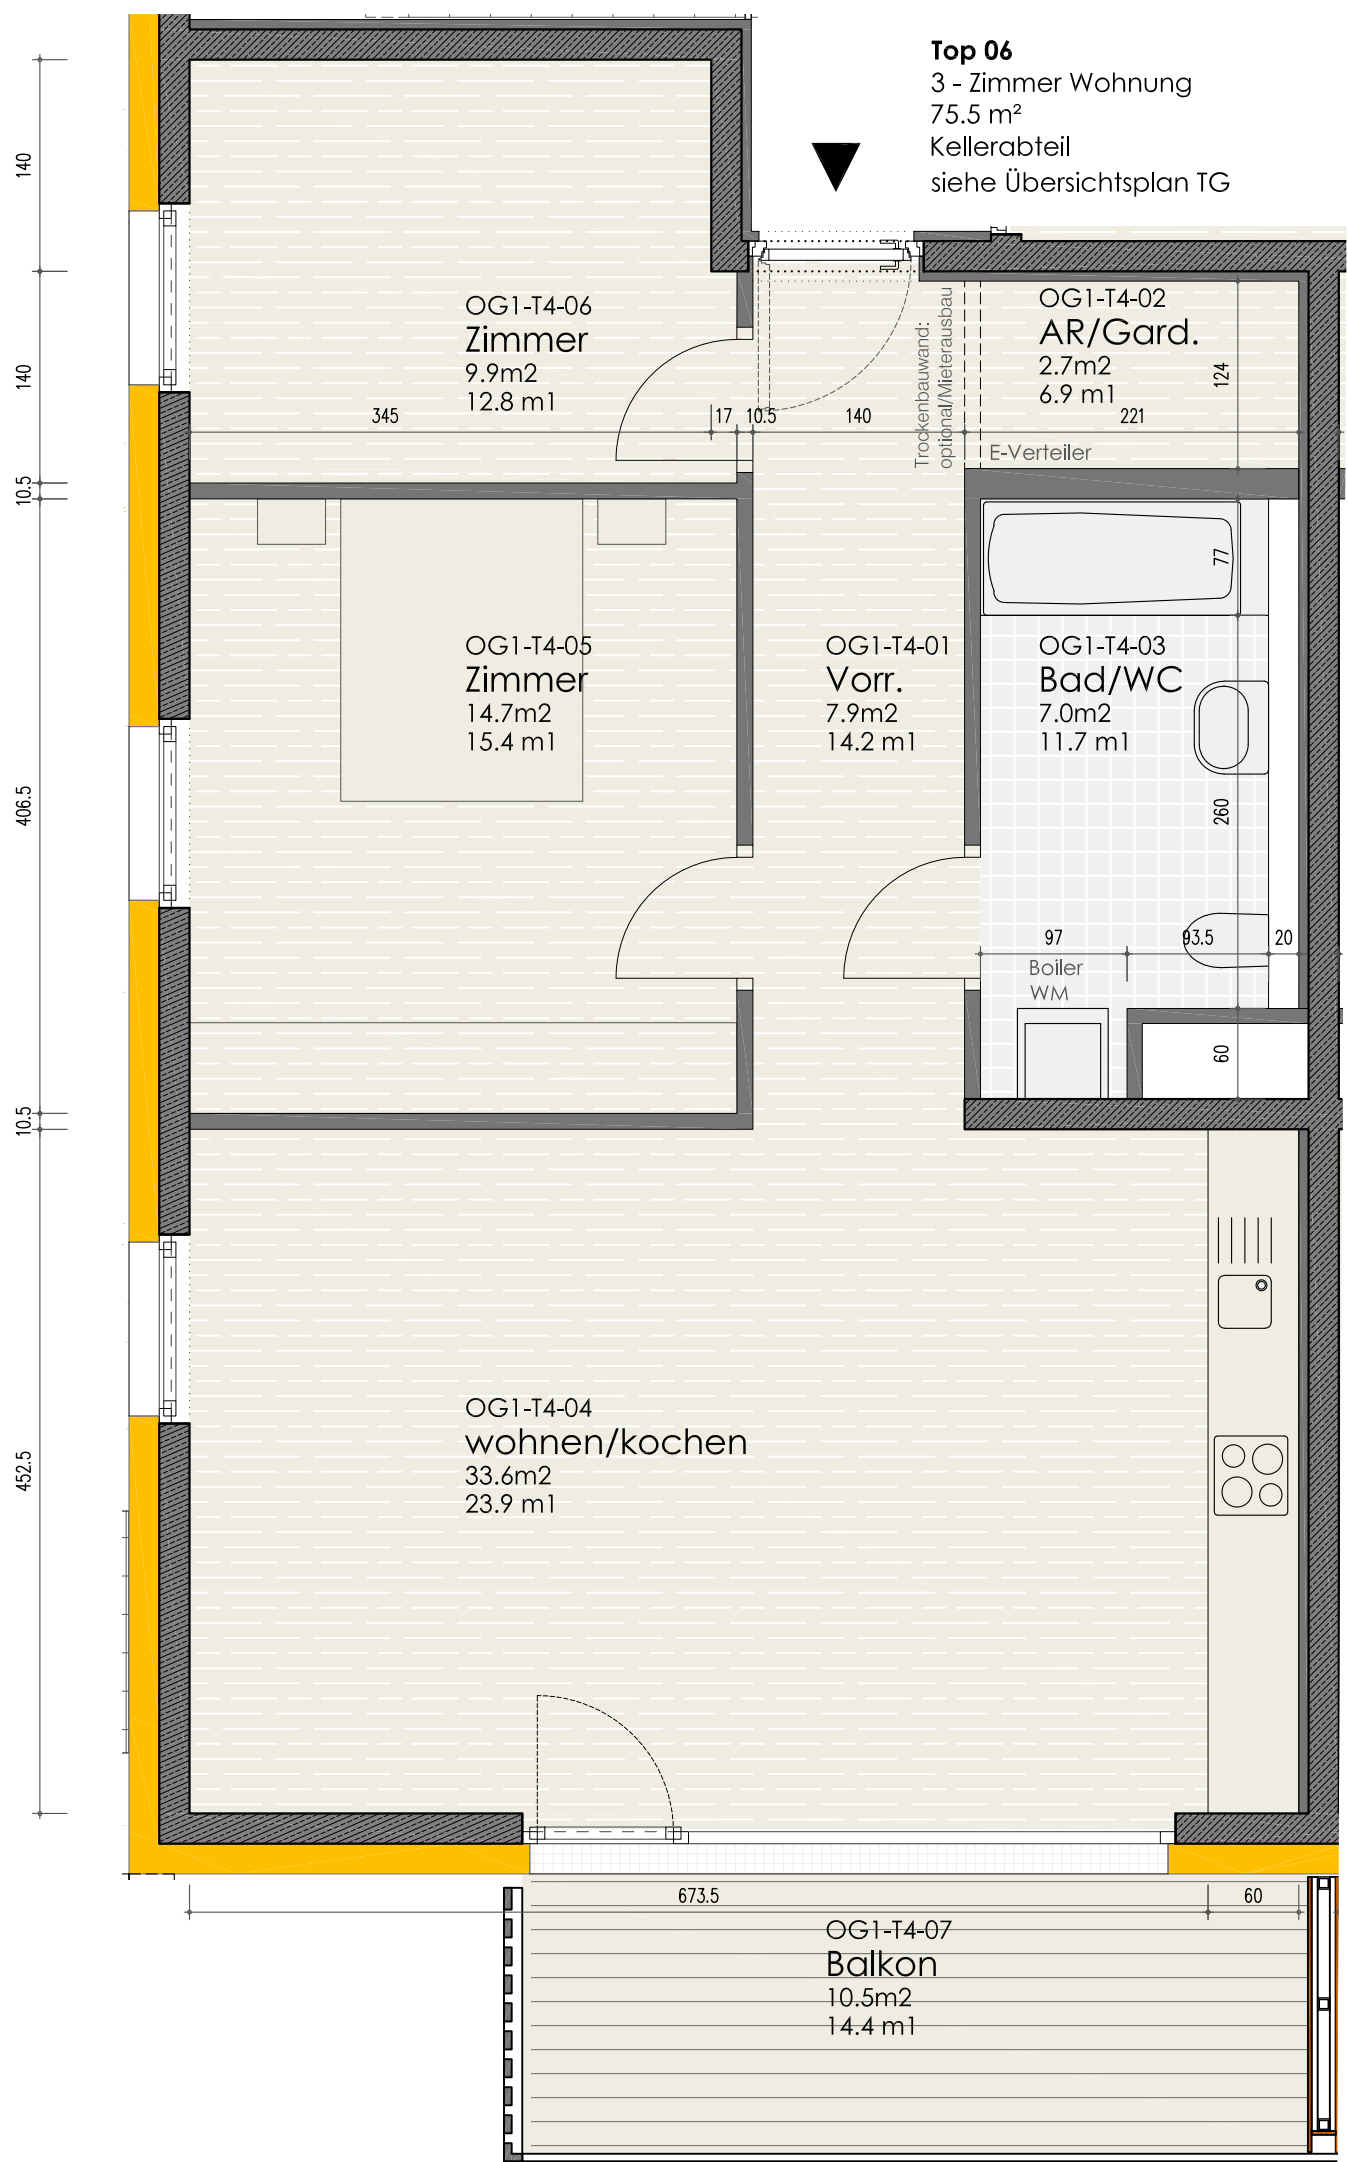 Top 06
3 - Zimmer Wohnung
75.5 m²
Kellerabteil
siehe Übersichtsplan TG
140
140
10.5
406.5
10.5
452.5
OG1-T4-06
Zimmer
9.9m2
12.8 m1
345
17
10.5
140
221
Trockenbauwand:
optional/Mieterausbau
OG1-T4-02
AR/Gard.
2.7m2
6.9 m1
124
E-Verteiler
OG1-T4-05
Zimmer
14.7m2
15.4 m1
OG1-T4-01
Vorr.
7.9m2
14.2 m1
OG1-T4-03
Bad/WC
7.0m2
11.7 m1
77
260
97
93.5
20
Boiler
WM
60
OG1-T4-04
wohnen/kochen
33.6m2
23.9 m1
673.5
60
OG1-T4-07
Balkon
10.5m2
14.4 m1